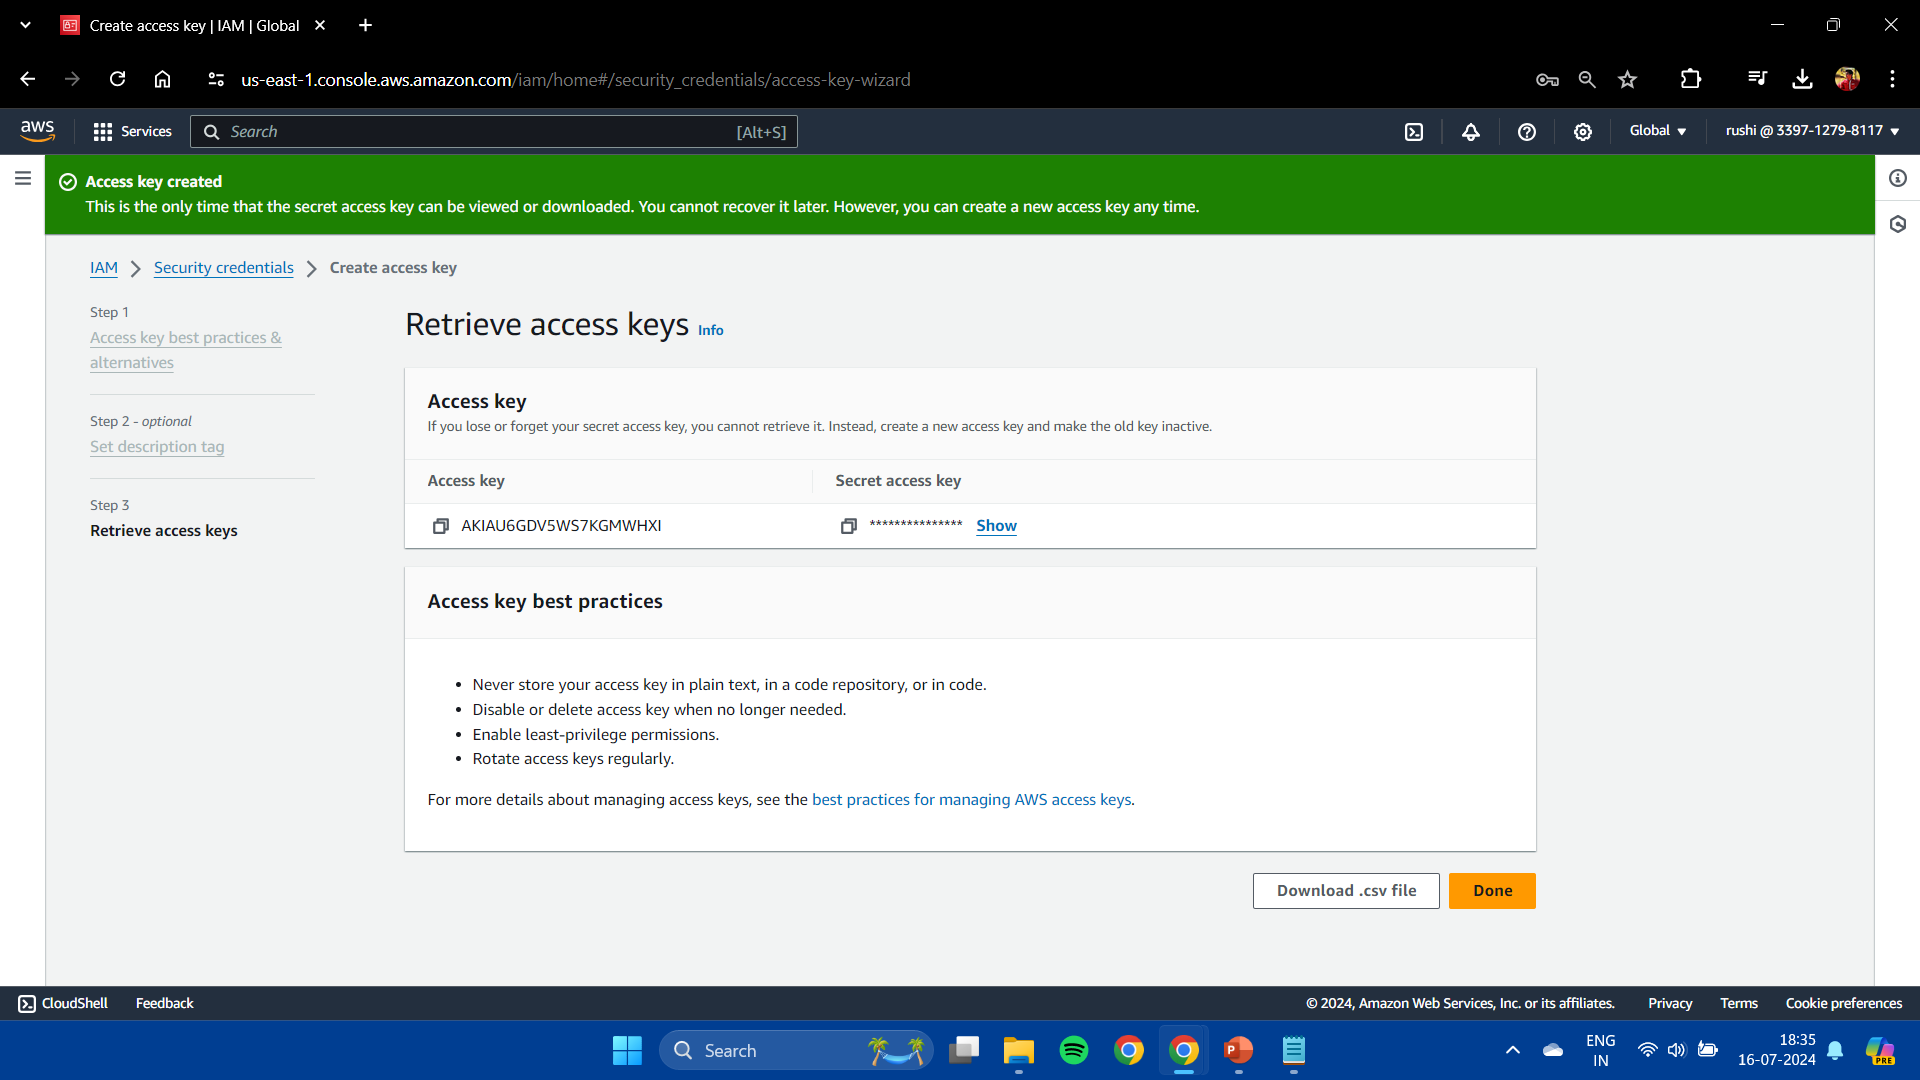 Create access key | IAM | Global
us-east-1.console.aws.amazon.com/iam/home#/security_credentials/access-key-wizard
aws
Services
Search
[Alt+S]
Global
rushi @ 3397-1279-8117
Access key created
This is the only time that the secret access key can be viewed or downloaded. You cannot recover it later. However, you can create a new access key any time.
IAM
Security credentials
Create access key
Step 1
Access key best practices &
alternatives
Step 2 - optional
Set description tag
Step 3
Retrieve access keys
Retrieve access keys Info
Access key
If you lose or forget your secret access key, you cannot retrieve it. Instead, create a new access key and make the old key inactive.
Access key
Secret access key
AKIAU6GDV5WS7KGMWHXI
*************** Show
Access key best practices
• Never store your access key in plain text, in a code repository, or in code.
• Disable or delete access key when no longer needed.
• Enable least-privilege permissions.
• Rotate access keys regularly.
For more details about managing access keys, see the best practices for managing AWS access keys.
Download .csv file
Done
CloudShell
Feedback
© 2024, Amazon Web Services, Inc. or its affiliates.
Privacy
Terms
Cookie preferences
Search
P
ENG
IN
18:35
16-07-2024
PRE